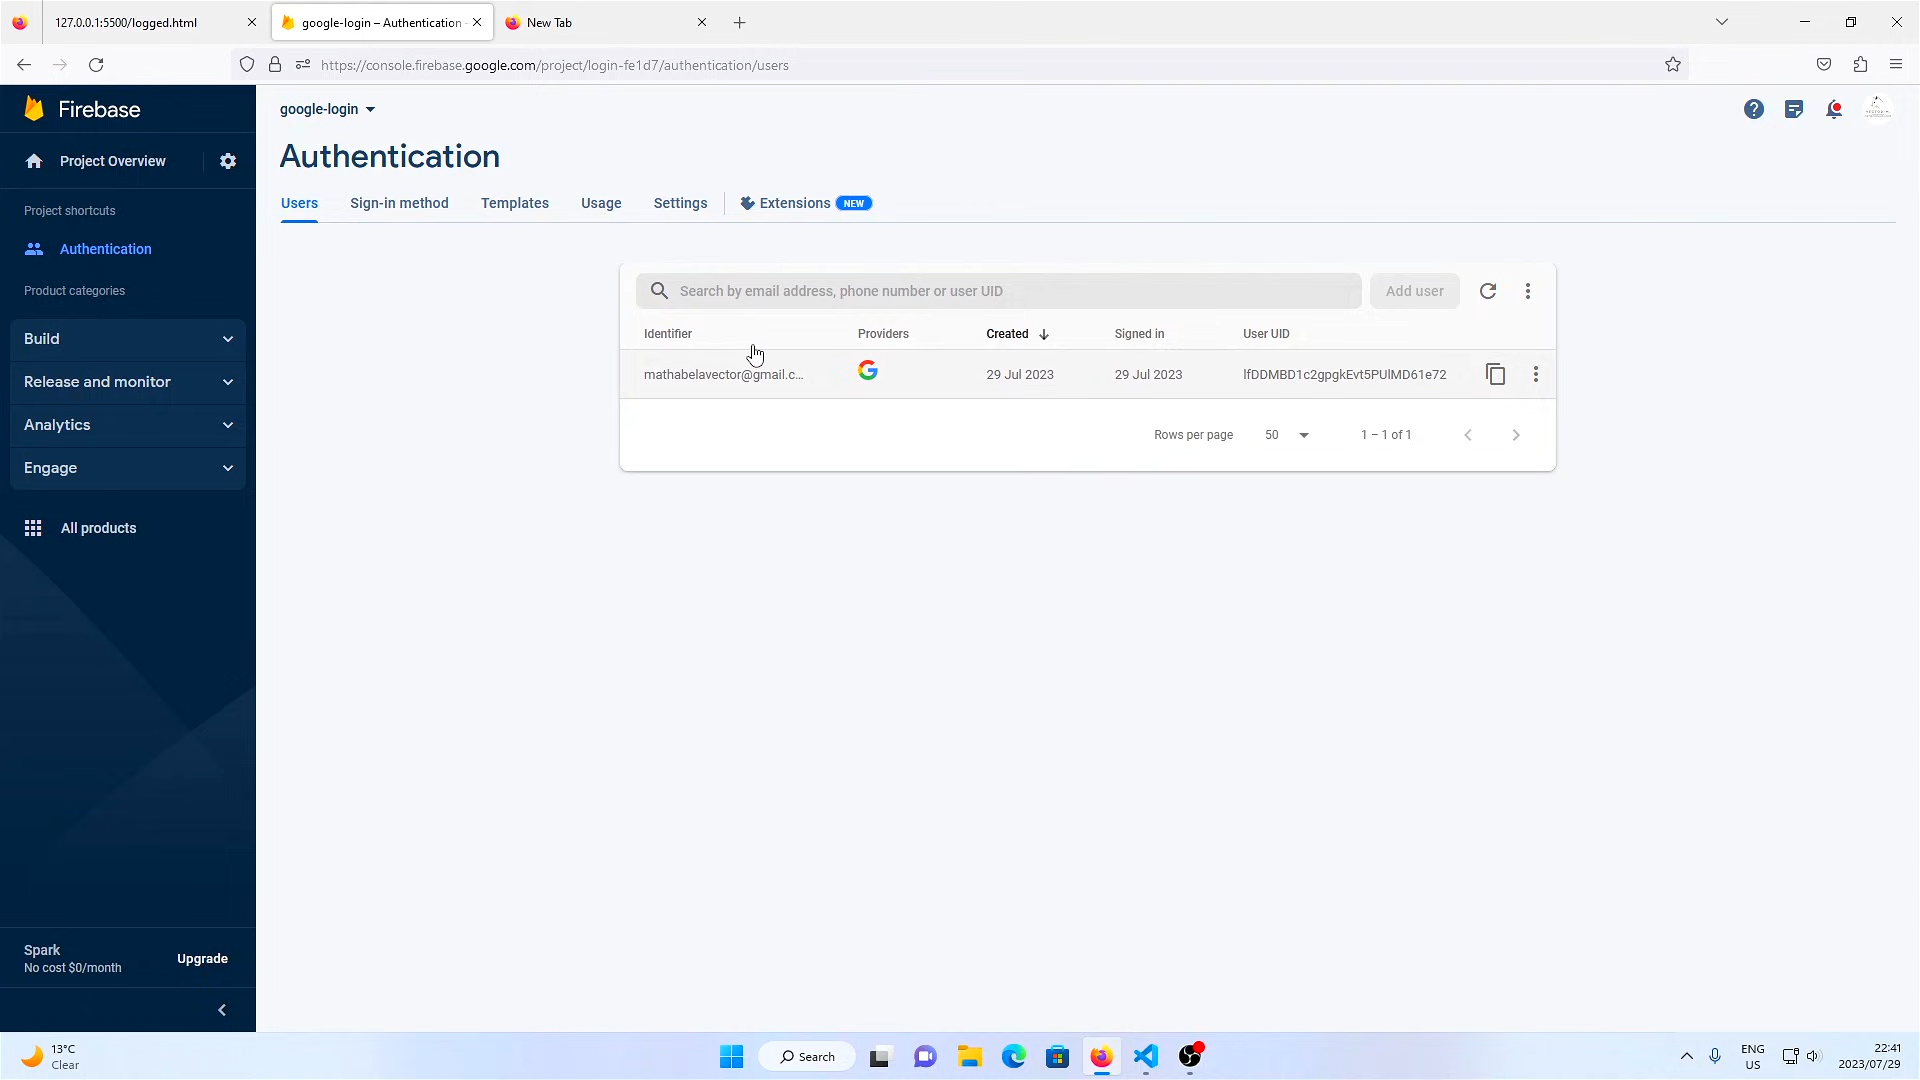 127.0.0.1:5500/logged.html
google-login – Authentication
New Tab
https://console.firebase.google.com/project/login-fe1d7/authentication/users
Firebase
google-login
Project Overview
Authentication
Users Sign-in method Templates Usage Settings Extensions NEW
Project shortcuts
Authentication
Product categories
Build
Release and monitor
Analytics
Engage
All products
Search by email address, phone number or user UID
Add user
Identifier Providers Created Signed in User UID
mathabelavector@gmail.c... 29 Jul 2023 29 Jul 2023 lfDDMBD1c2gpgkEvt5PUlMD61e72
Rows per page 50 1 – 1 of 1
Spark
No cost $0/month
Upgrade
13°C
Clear
Search
ENG
US
22:41
2023/07/29